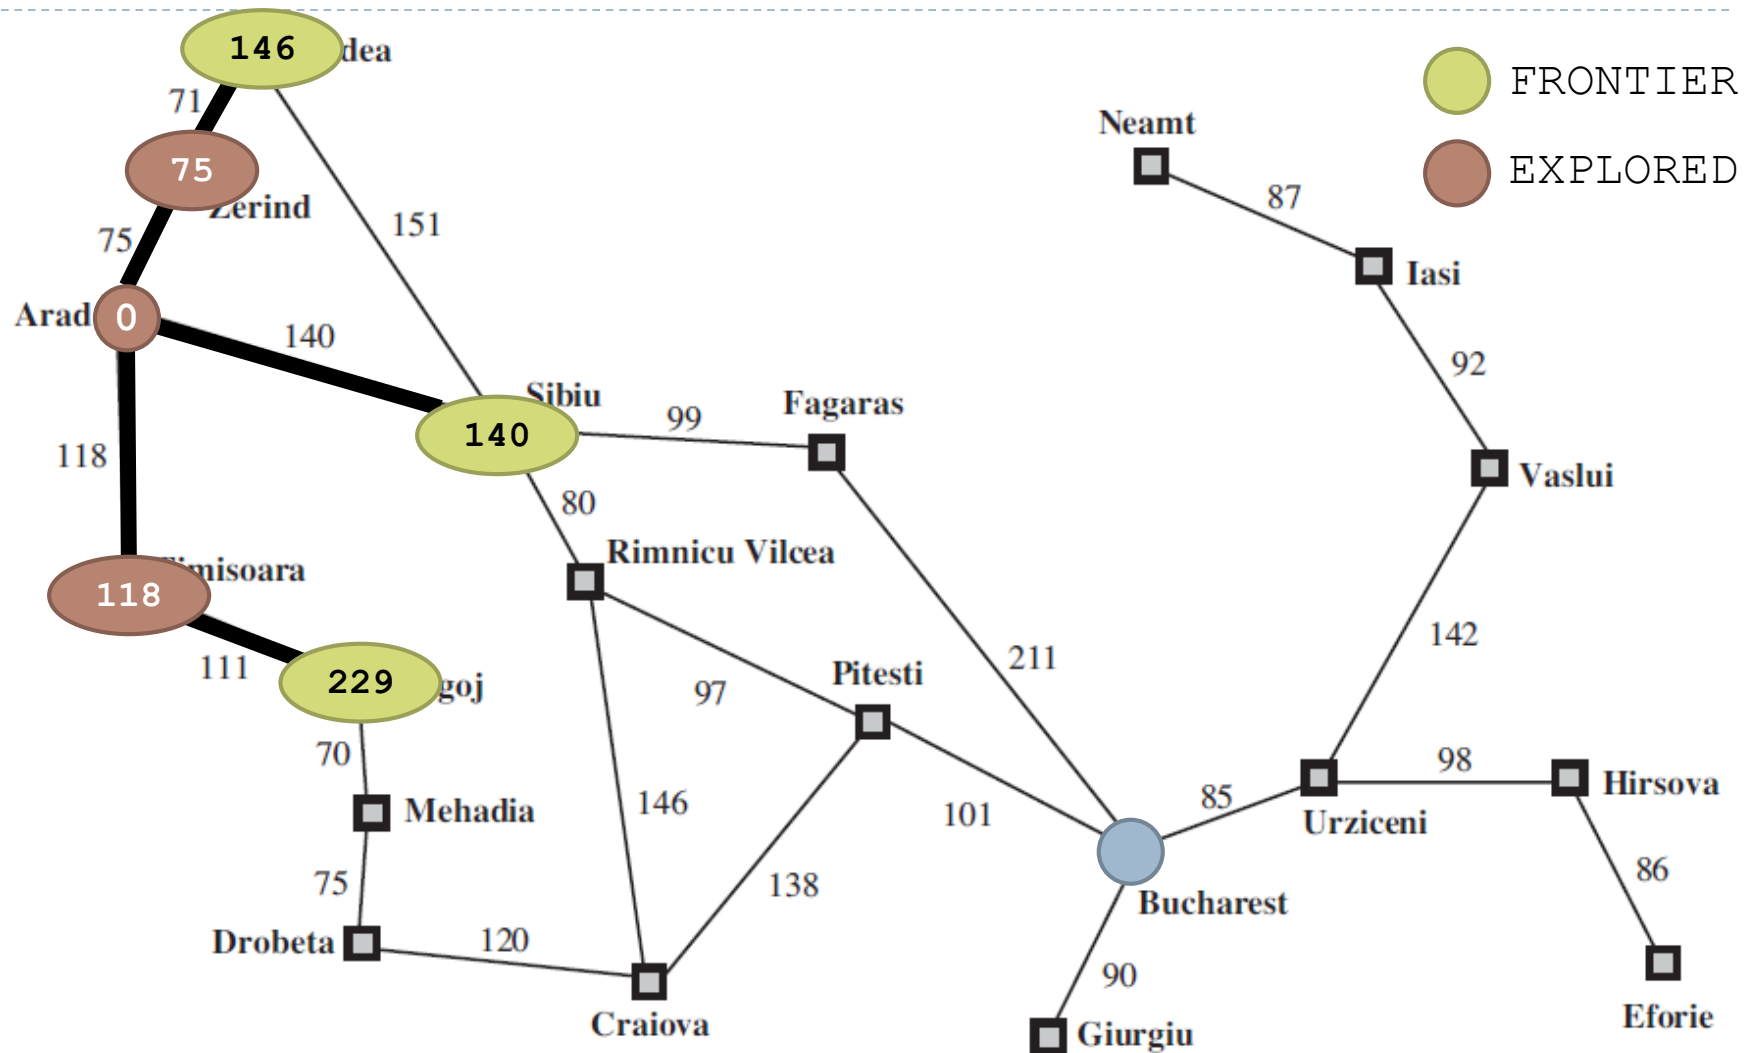 146
dea
FRONTIER
71
Neamt
75
EXPLORED
87
Zerind
151
75
Iasi
Arad
0
140
92
Sibiu
99
Fagaras
140
118
Vaslui
80
Rimnicu Vilcea
misoara
118
142
211
111
Pitesti
229
goj
97
70
98
Hirsova
85
146
Mehadia
101
Urziceni
86
75
138
Bucharest
Drobeta
120
90
Eforie
Craiova
Giurgiu